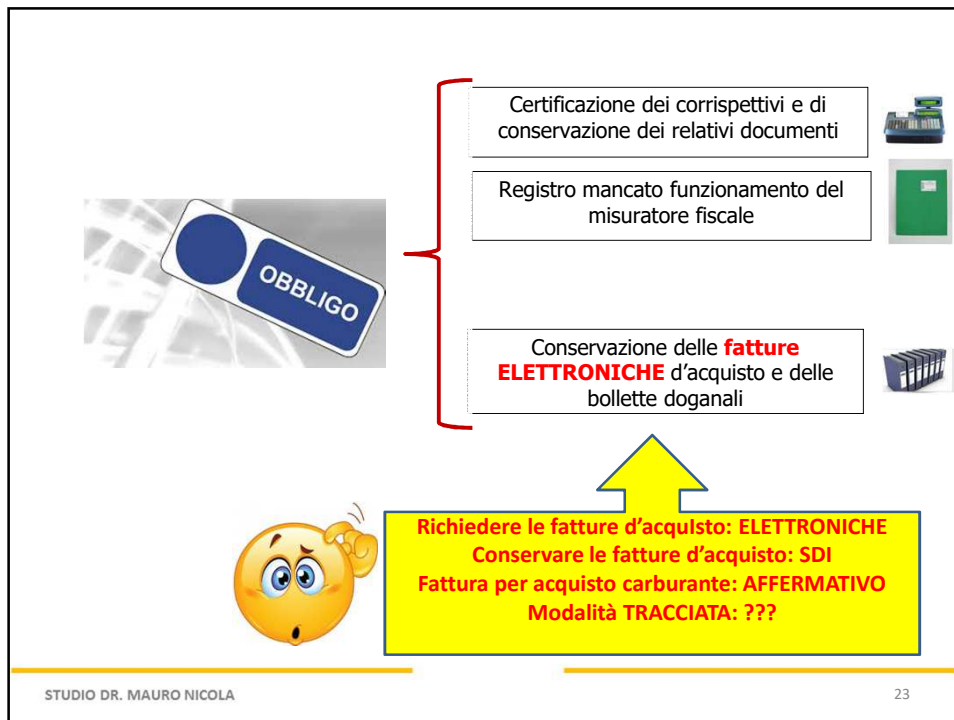 Certificazione dei corrispettivi e di
conservazione dei relativi documenti
Registro mancato funzionamento del
misuratore fiscale
OBBLIGO
Conservazione delle fatture
ELETTRONICHE d’acquisto e delle
bollette doganali
Richiedere le fatture d’acquIsto: ELETTRONICHE
Conservare le fatture d’acquisto: SDI
Fattura per acquisto carburante: AFFERMATIVO
Modalità TRACCIATA: ???
STUDIO DR. MAURO NICOLA
23